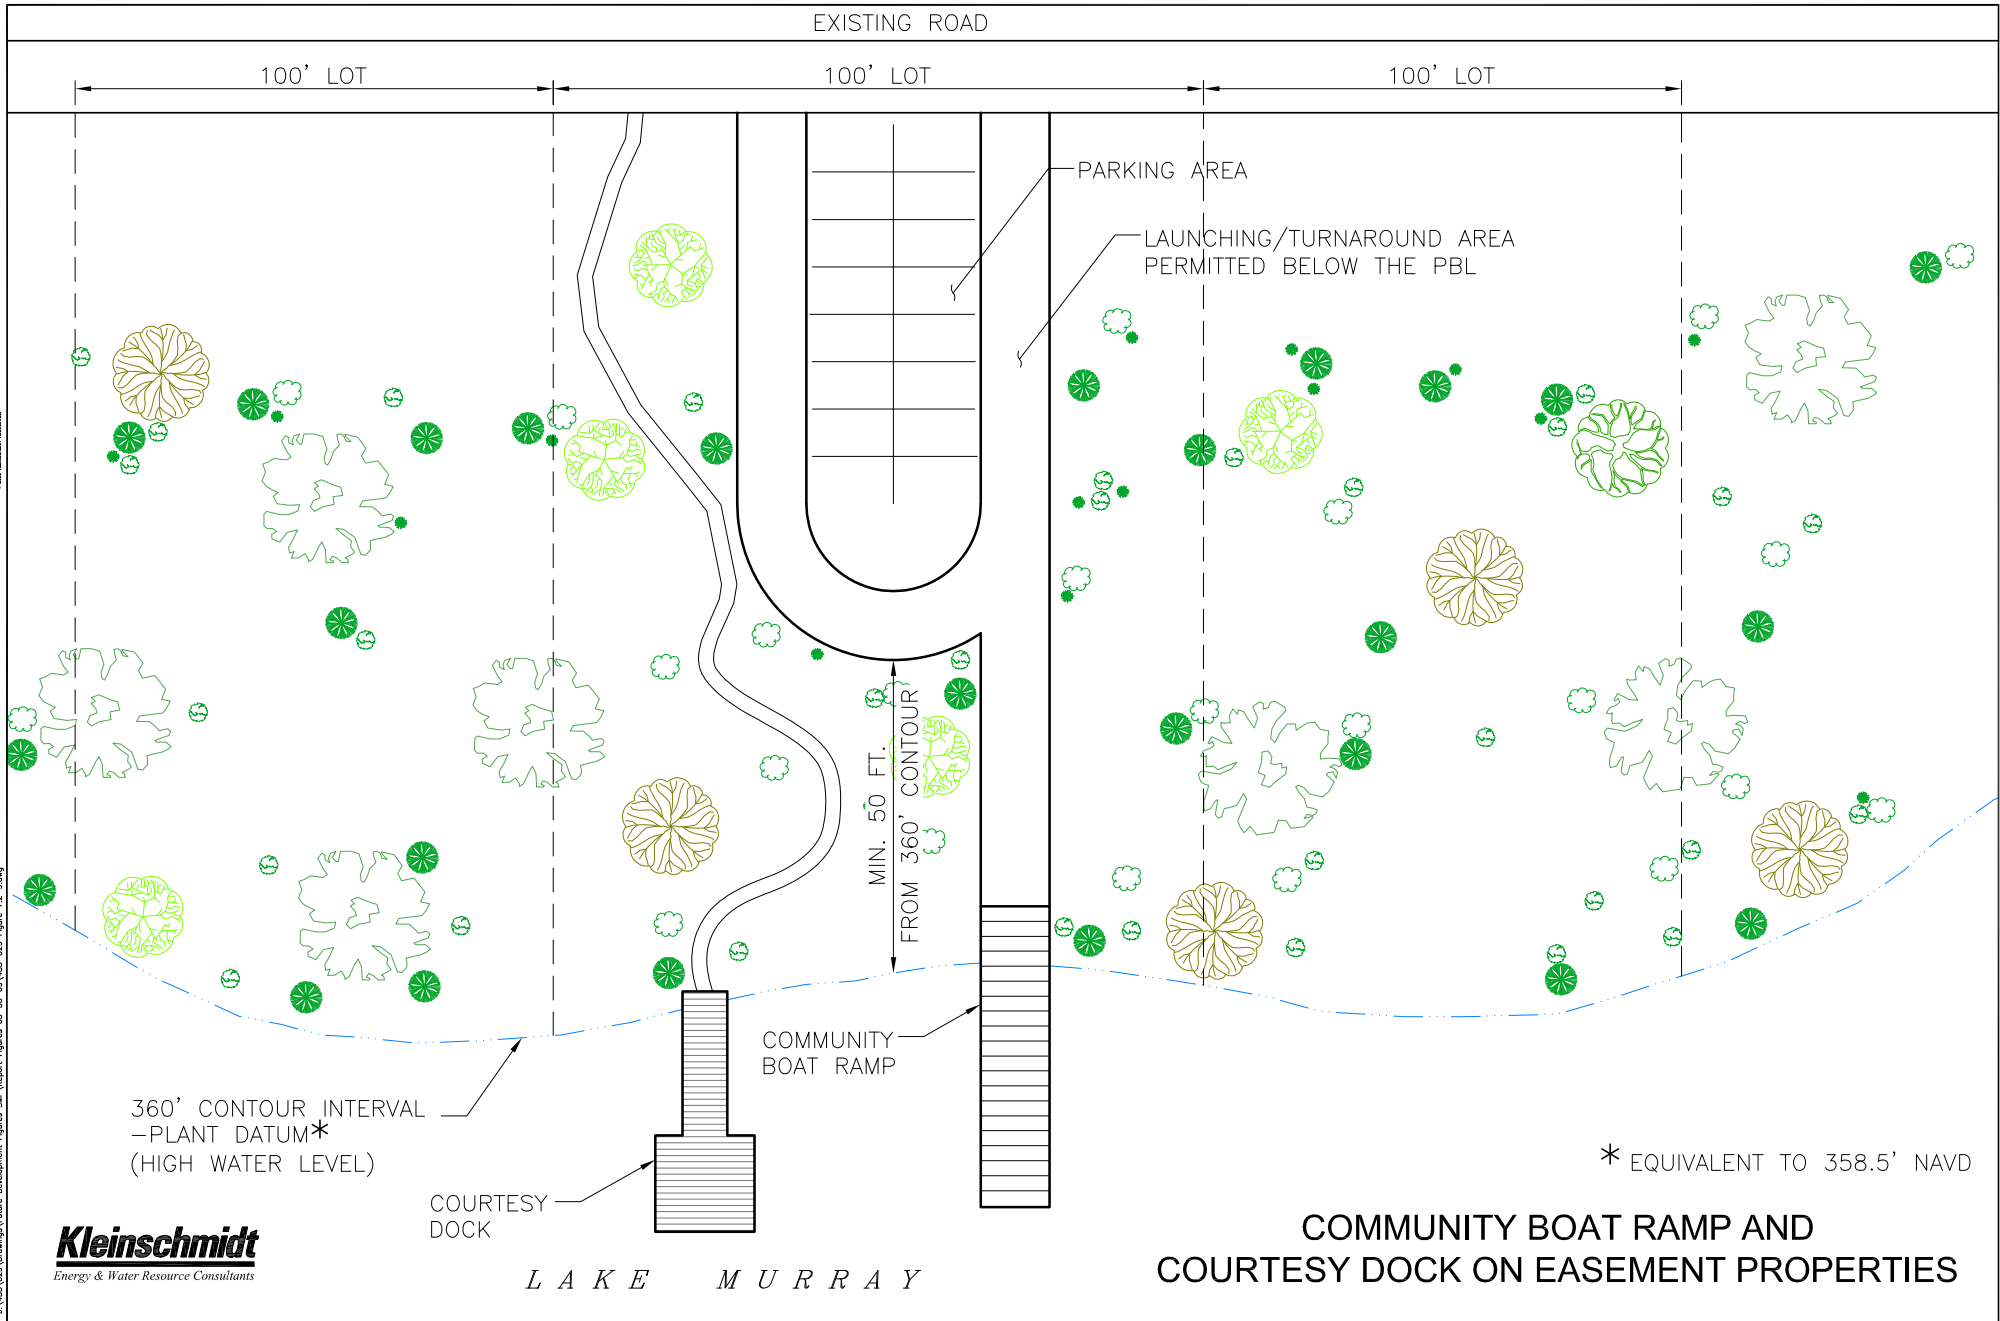 EXISTING ROAD
100' LOT
100' LOT
100' LOT
PARKING AREA
LAUNCHING/TURNAROUND AREA
PERMITTED BELOW THE PBL
MIN. 50 FT.
FROM 360' CONTOUR
COMMUNITY
BOAT RAMP
360' CONTOUR INTERVAL
-PLANT DATUM*
(HIGH WATER LEVEL)
COURTESY
DOCK
* EQUIVALENT TO 358.5' NAVD
COMMUNITY BOAT RAMP AND
COURTESY DOCK ON EASEMENT PROPERTIES
Kleinschmidt
Energy & Water Resource Consultants
LAKE MURRAY